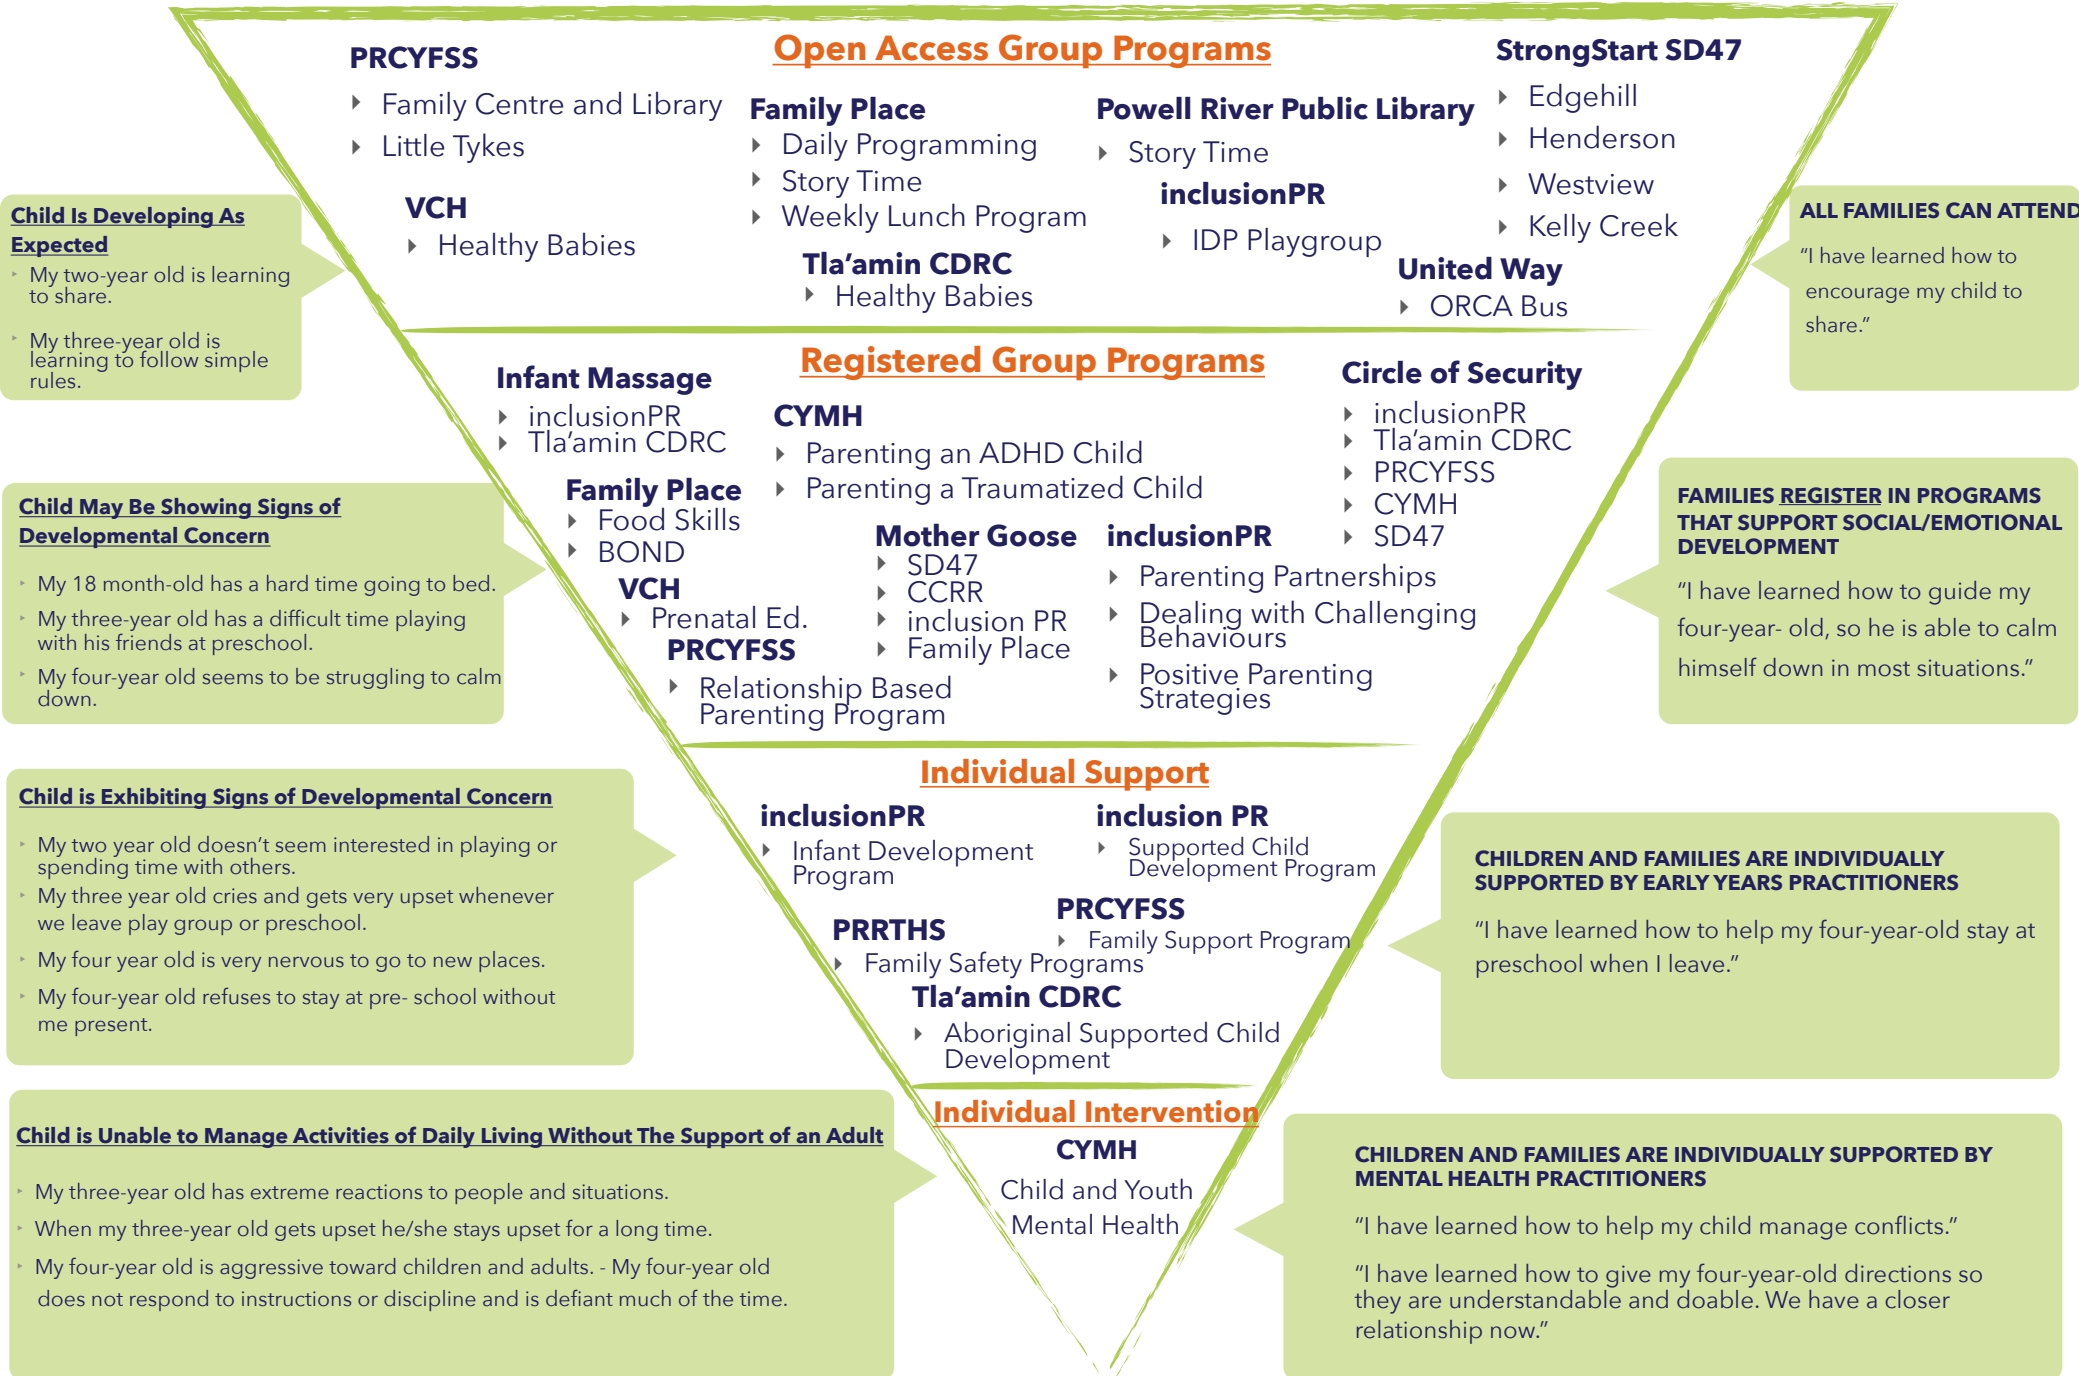 Open Access Group Programs
PRCYFSS
Family Centre and Library
Little Tykes
VCH
Healthy Babies
Family Place
Daily Programming
Story Time
Weekly Lunch Program
Tla’amin CDRC
Healthy Babies
Powell River Public Library
Story Time
inclusionPR
IDP Playgroup
StrongStart SD47
Edgehill
Henderson
Westview
Kelly Creek
United Way
ORCA Bus
Child Is Developing As
Expected
My two-year old is learning
to share.
My three-year old is
learning to follow simple
rules.
ALL FAMILIES CAN ATTEND
“I have learned how to
encourage my child to
share.”
Registered Group Programs
Infant Massage
inclusionPR
Tla’amin CDRC
Family Place
Food Skills
BOND
VCH
Prenatal Ed.
PRCYFSS
Relationship Based
Parenting Program
CYMH
Parenting an ADHD Child
Parenting a Traumatized Child
Mother Goose
SD47
CCRR
inclusion PR
Family Place
inclusionPR
Parenting Partnerships
Dealing with Challenging
Behaviours
Positive Parenting
Strategies
Circle of Security
inclusionPR
Tla’amin CDRC
PRCYFSS
CYMH
SD47
Child May Be Showing Signs of
Developmental Concern
My 18 month-old has a hard time going to bed.
My three-year old has a difficult time playing
with his friends at preschool.
My four-year old seems to be struggling to calm
down.
FAMILIES REGISTER IN PROGRAMS
THAT SUPPORT SOCIAL/EMOTIONAL
DEVELOPMENT
“I have learned how to guide my
four-year- old, so he is able to calm
himself down in most situations.”
Individual Support
inclusionPR
Infant Development
Program
inclusion PR
Supported Child
Development Program
PRRTHS
Family Safety Programs
PRCYFSS
Family Support Program
Tla’amin CDRC
Aboriginal Supported Child
Development
Child is Exhibiting Signs of Developmental Concern
My two year old doesn’t seem interested in playing or
spending time with others.
My three year old cries and gets very upset whenever
we leave play group or preschool.
My four year old is very nervous to go to new places.
My four-year old refuses to stay at pre- school without
me present.
CHILDREN AND FAMILIES ARE INDIVIDUALLY
SUPPORTED BY EARLY YEARS PRACTITIONERS
“I have learned how to help my four-year-old stay at
preschool when I leave.”
Individual Intervention
CYMH
Child and Youth
Mental Health
Child is Unable to Manage Activities of Daily Living Without The Support of an Adult
My three-year old has extreme reactions to people and situations.
When my three-year old gets upset he/she stays upset for a long time.
My four-year old is aggressive toward children and adults. - My four-year old
does not respond to instructions or discipline and is defiant much of the time.
CHILDREN AND FAMILIES ARE INDIVIDUALLY SUPPORTED BY
MENTAL HEALTH PRACTITIONERS
“I have learned how to help my child manage conflicts.”
“I have learned how to give my four-year-old directions so
they are understandable and doable. We have a closer
relationship now.”